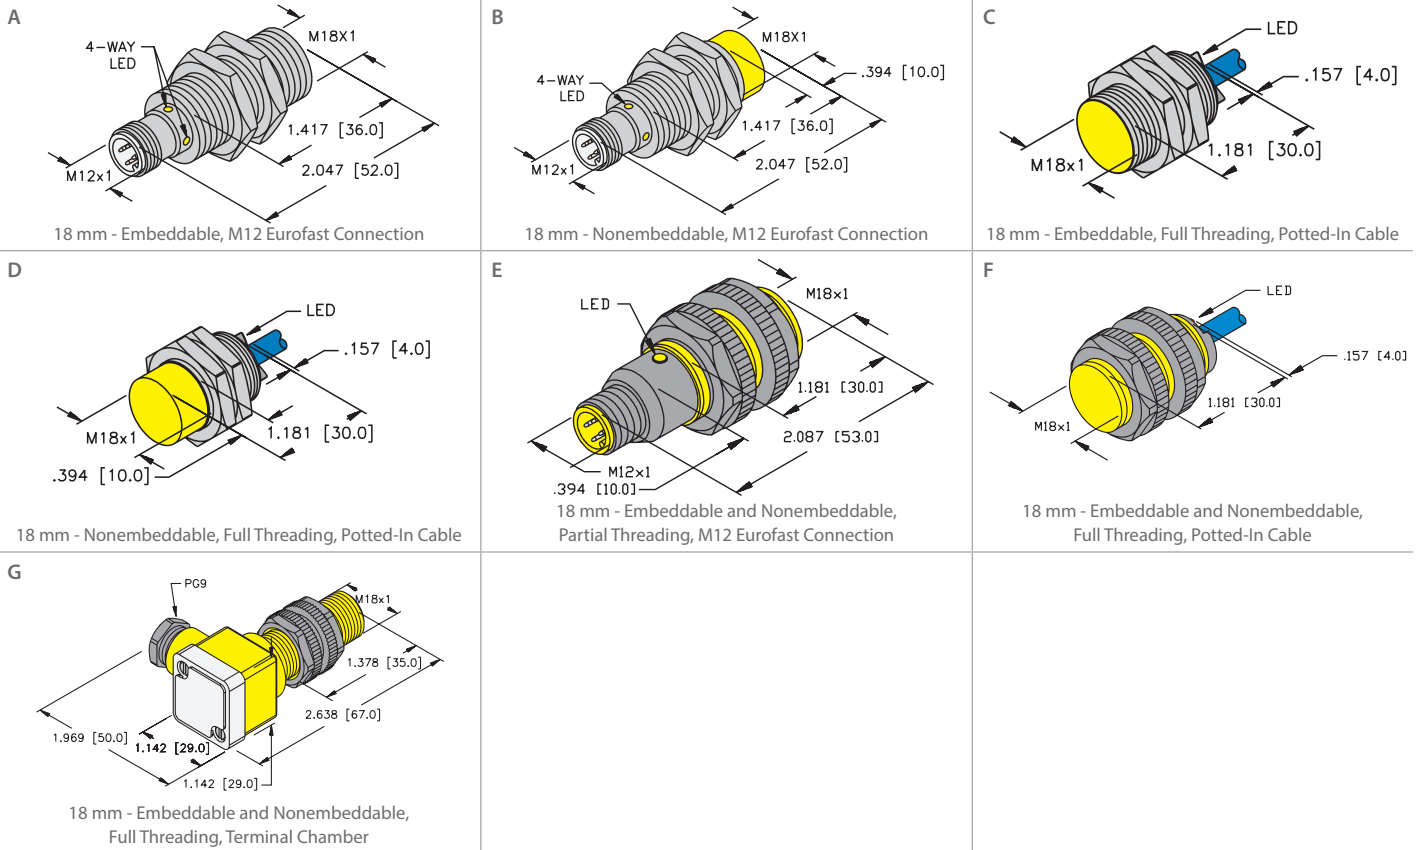 A
4-WAY
LED
M18X1
1.417 [36.0]
2.047 [52.0]
M12x1
18 mm - Embeddable, M12 Eurofast Connection
B
M18X1
.394 [10.0]
4-WAY
LED
1.417 [36.0]
2.047 [52.0]
M12x1
18 mm - Nonembeddable, M12 Eurofast Connection
C
LED
.157 [4.0]
1.181 [30.0]
M18x1
18 mm - Embeddable, Full Threading, Potted-In Cable
D
LED
.157 [4.0]
M18x1
1.181 [30.0]
.394 [10.0]
18 mm - Nonembeddable, Full Threading, Potted-In Cable
E
LED
M18x1
1.181 [30.0]
2.087 [53.0]
M12x1
.394 [10.0]
18 mm - Embeddable and Nonembeddable,
Partial Threading, M12 Eurofast Connection
F
LED
.157 [4.0]
1.181 [30.0]
M18x1
18 mm - Embeddable and Nonembeddable,
Full Threading, Potted-In Cable
G
PG9
M18x1
1.378 [35.0]
2.638 [67.0]
1.969 [50.0]
1.142 [29.0]
1.142 [29.0]
18 mm - Embeddable and Nonembeddable,
Full Threading, Terminal Chamber